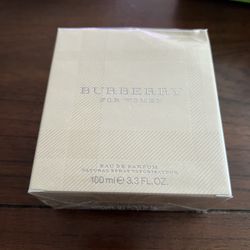 BURBERRY
FOR WOMEN
EAU DE PARFUM
NATURAL SPRAY VAPORISATEUR
100 ml ℮ 3.3 FL.OZ.